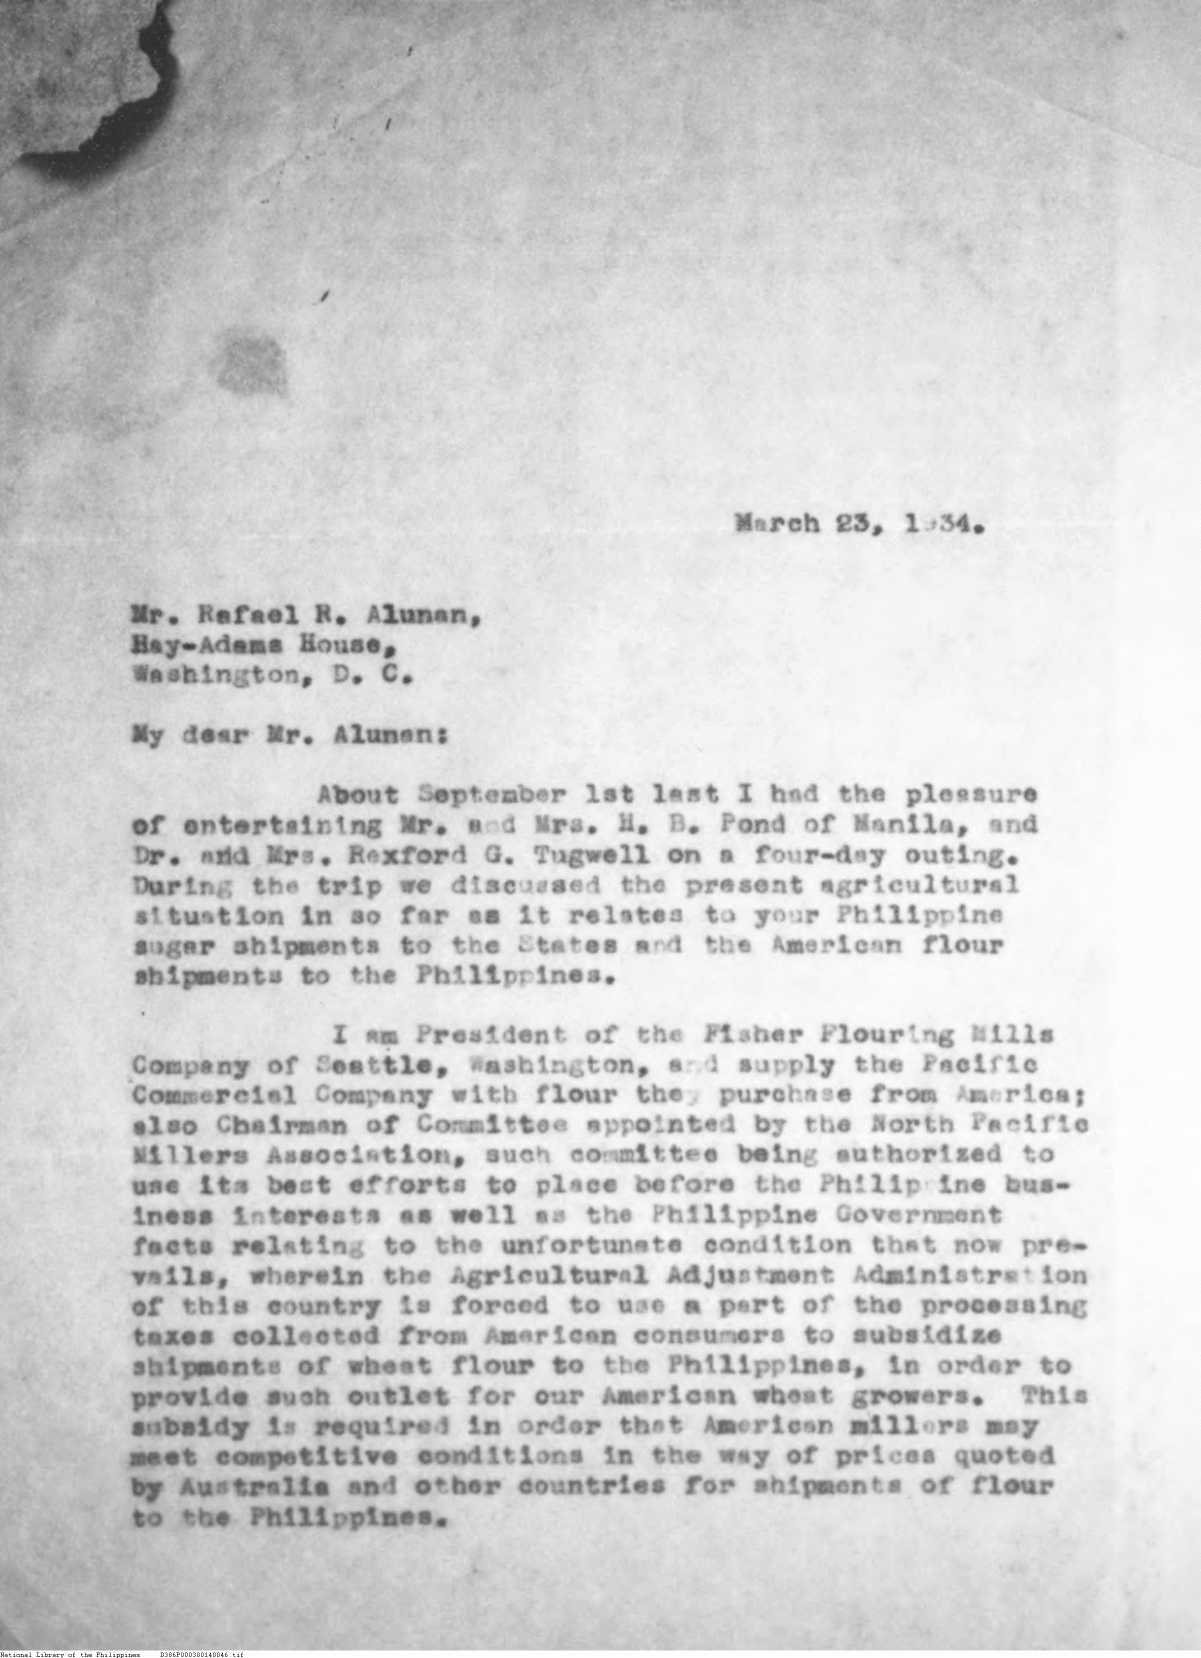 March 23, 1934.
Mr. Rafael R. Alunan,
Hay-Adams House,
Washington, D. C.
My dear Mr. Alunan:
About September 1st last I had the pleasure
of entertaining Mr. and Mrs. H. B. Pond of Manila, and
Dr. and Mrs. Rexford G. Tugwell on a four-day outing.
During the trip we discussed the present agricultural
situation in so far as it relates to your Philippine
sugar shipments to the States and the American flour
shipments to the Philippines.
I am President of the Fisher Flouring Mills
Company of Seattle, Washington, and supply the Pacific
Commercial Company with flour they purchase from America;
also Chairman of Committee appointed by the North Pacific
Millers Association, such committee being authorized to
use its best efforts to place before the Philippine bus-
iness interests as well as the Philippine Government
facts relating to the unfortunate condition that now pre-
vails, wherein the Agricultural Adjustment Administration
of this country is forced to use a part of the processing
taxes collected from American consumers to subsidize
shipments of wheat flour to the Philippines, in order to
provide such outlet for our American wheat growers. This
subsidy is required in order that American millers may
meet competitive conditions in the way of prices quoted
by Australia and other countries for shipments of flour
to the Philippines.
National Library of the Philippines D386P000300140046.tif